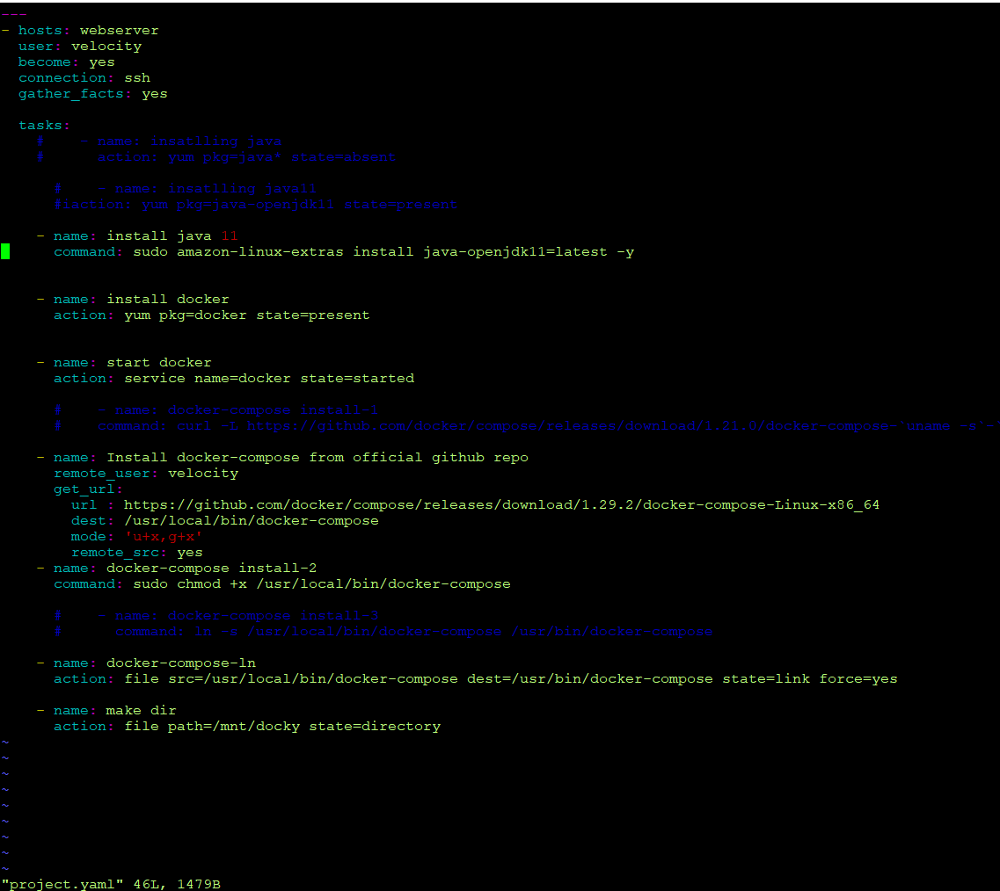 ---
- hosts: webserver
  user: velocity
  become: yes
  connection: ssh
  gather_facts: yes

  tasks:
    #    - name: insatlling java
    #      action: yum pkg=java* state=absent

      #    - name: insatlling java11
      #iaction: yum pkg=java-openjdk11 state=present

    - name: install java 11
      command: sudo amazon-linux-extras install java-openjdk11=latest -y


    - name: install docker
      action: yum pkg=docker state=present


    - name: start docker
      action: service name=docker state=started

      #    - name: docker-compose install-1
      #    command: curl -L https://github.com/docker/compose/releases/download/1.21.0/docker-compose-`uname -s`-`

    - name: Install docker-compose from official github repo
      remote_user: velocity
      get_url:
        url : https://github.com/docker/compose/releases/download/1.29.2/docker-compose-Linux-x86_64
        dest: /usr/local/bin/docker-compose
        mode: 'u+x,g+x'
        remote_src: yes
    - name: docker-compose install-2
      command: sudo chmod +x /usr/local/bin/docker-compose

      #    - name: docker-compose install-3
      #      command: ln -s /usr/local/bin/docker-compose /usr/bin/docker-compose

    - name: docker-compose-ln
      action: file src=/usr/local/bin/docker-compose dest=/usr/bin/docker-compose state=link force=yes

    - name: make dir
      action: file path=/mnt/docky state=directory
~
~
~
~
~
~
~
~
~
"project.yaml" 46L, 1479B